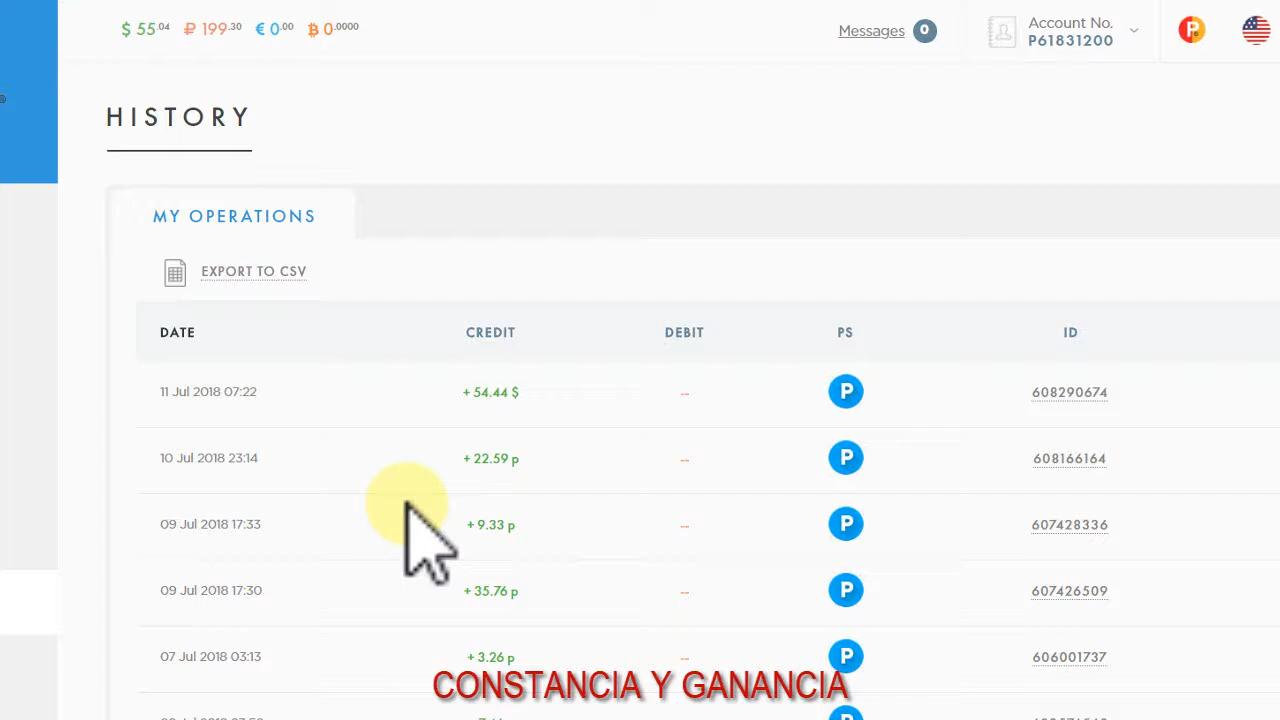 $ 55.04 ₽ 199.30 € 0.00 ₿ 0.0000 Messages 0 Account No.
P61831200
HISTORY
MY OPERATIONS
EXPORT TO CSV
DATE CREDIT DEBIT PS ID
11 Jul 2018 07:22 + 54.44 $ -- P 608290674
10 Jul 2018 23:14 + 22.59 p -- P 608166164
09 Jul 2018 17:33 + 9.33 p -- P 607428336
09 Jul 2018 17:30 + 35.76 p -- P 607426509
07 Jul 2018 03:13 + 3.26 p -- P 606001737
CONSTANCIA Y GANANCIA